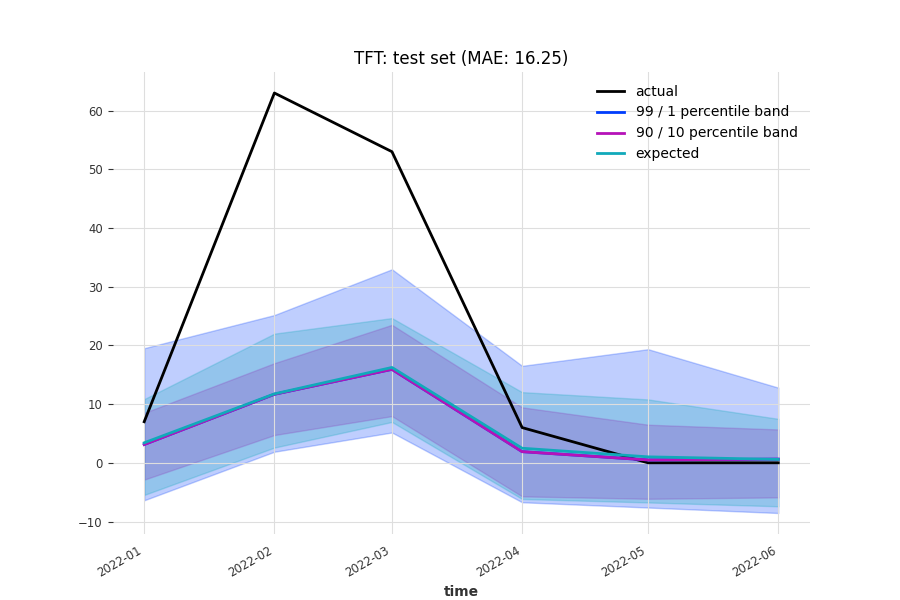 TFT: test set (MAE: 16.25)
actual
99 / 1 percentile band
90 / 10 percentile band
expected
60
50
40
30
20
10
0
−10
2022-01
2022-02
2022-03
2022-04
2022-05
2022-06
time